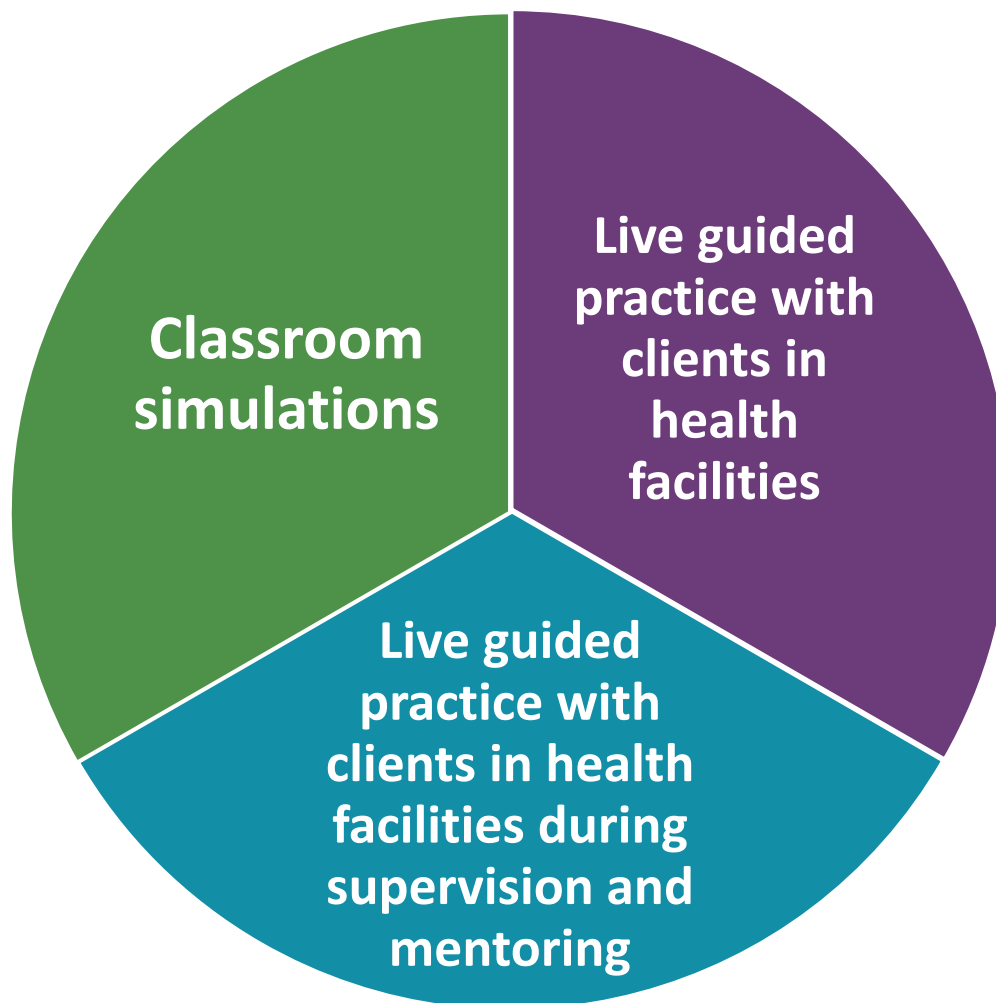 Classroom
simulations
Live guided
practice with
clients in
health
facilities
Live guided
practice with
clients in health
facilities during
supervision and
mentoring